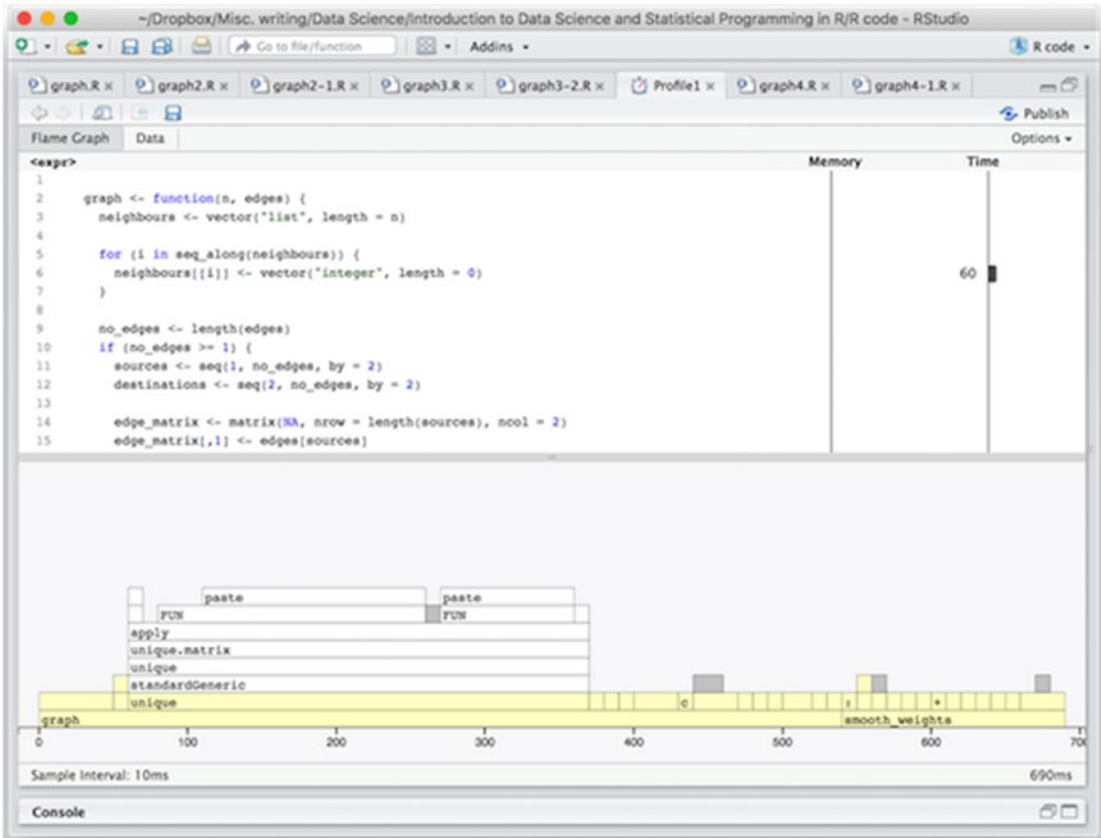 ~/Dropbox/Misc. writing/Data Science/Introduction to Data Science and Statistical Programming in R/R code - RStudio
Go to file/function Addins R code
graph.R graph2.R graph2-1.R graph3.R graph3-2.R Profile1 graph4.R graph4-1.R
Publish
Flame Graph Data Options
<expr> Memory Time
1
2 graph <- function(n, edges) {
3 neighbours <- vector("list", length = n)
4
5 for (i in seq_along(neighbours)) {
6 neighbours[[i]] <- vector("integer", length = 0) 60
7 }
8
9 no_edges <- length(edges)
10 if (no_edges >= 1) {
11 sources <- seq(1, no_edges, by = 2)
12 destinations <- seq(2, no_edges, by = 2)
13
14 edge_matrix <- matrix(NA, nrow = length(sources), ncol = 2)
15 edge_matrix[,1] <- edges[sources]
paste paste
FUN FUN
apply
unique.matrix
unique
standardGeneric
unique c : +
graph smooth_weights
0 100 200 300 400 500 600 700
Sample Interval: 10ms 690ms
Console